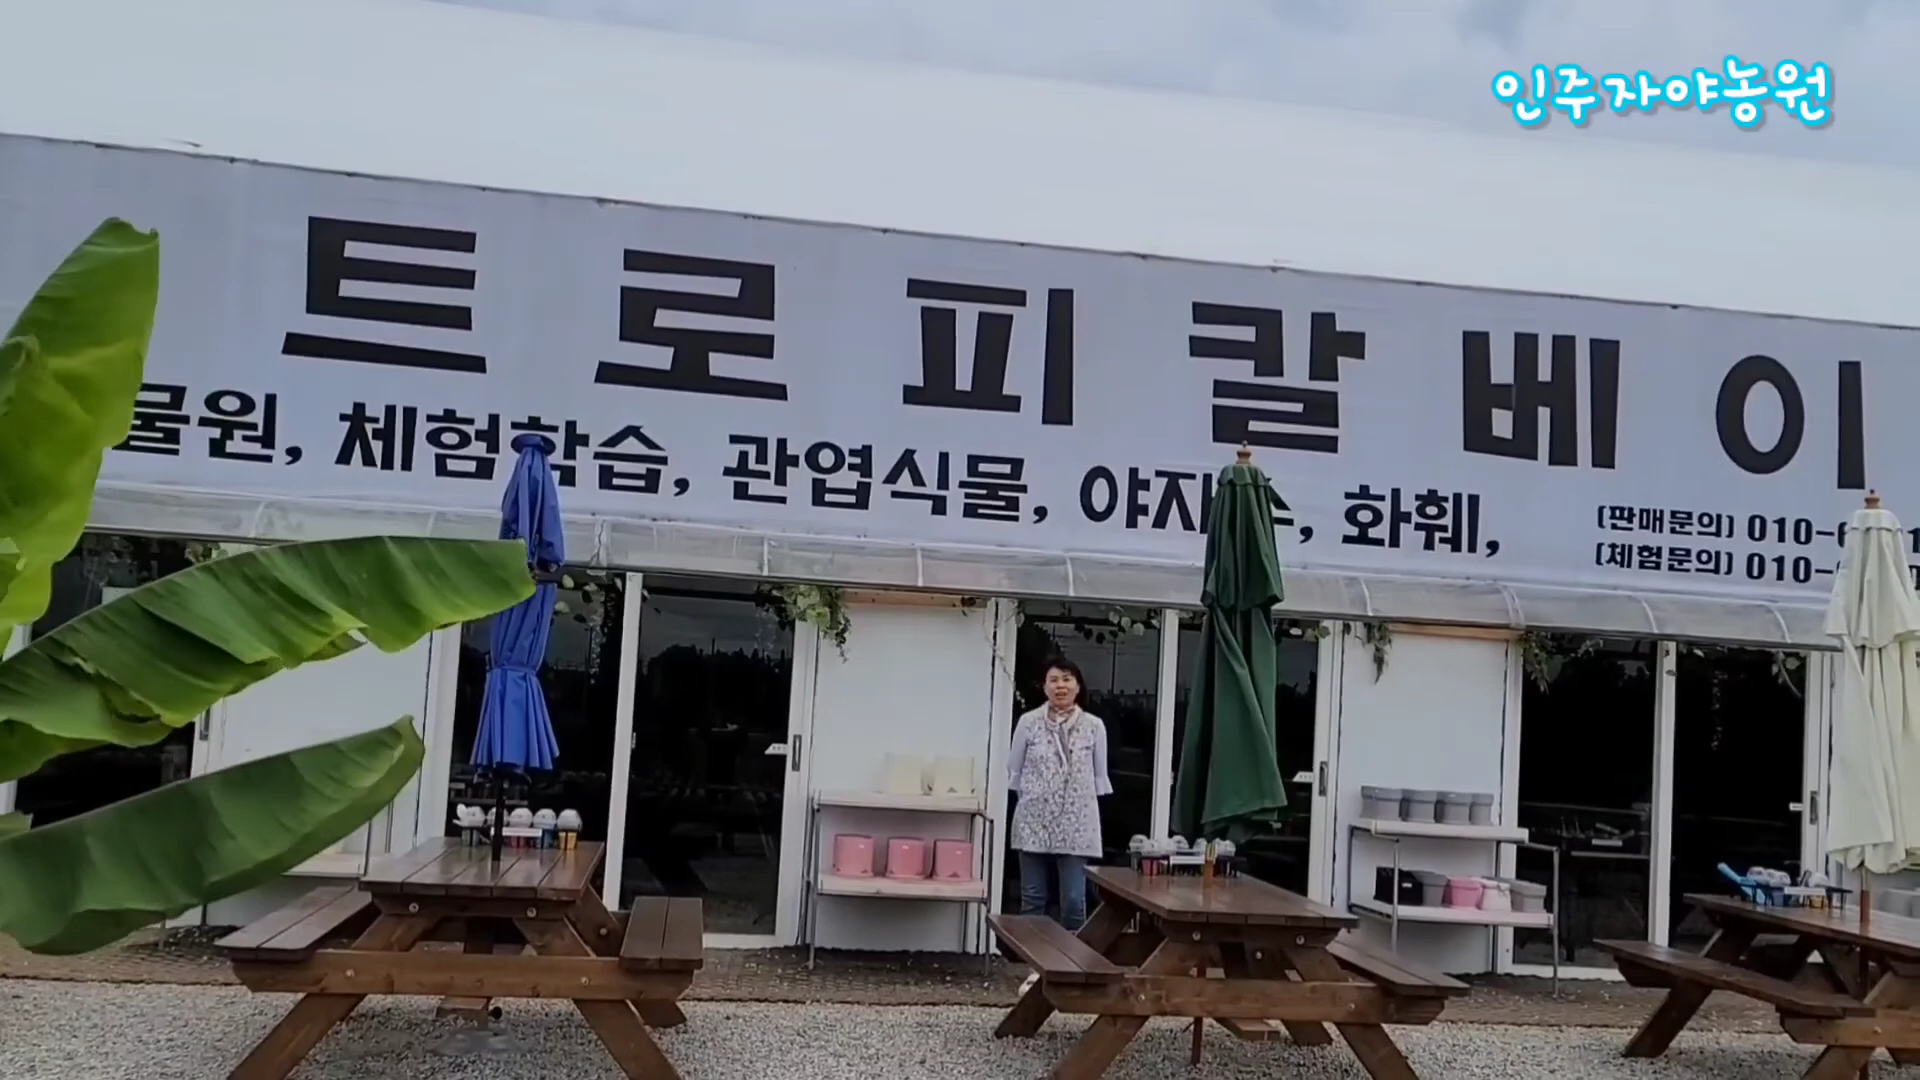 인주자야농원
트로피칼베이
물원, 체험학습, 관엽식물, 야자수, 화훼,
(판매문의) 010-6
(체험문의) 010-